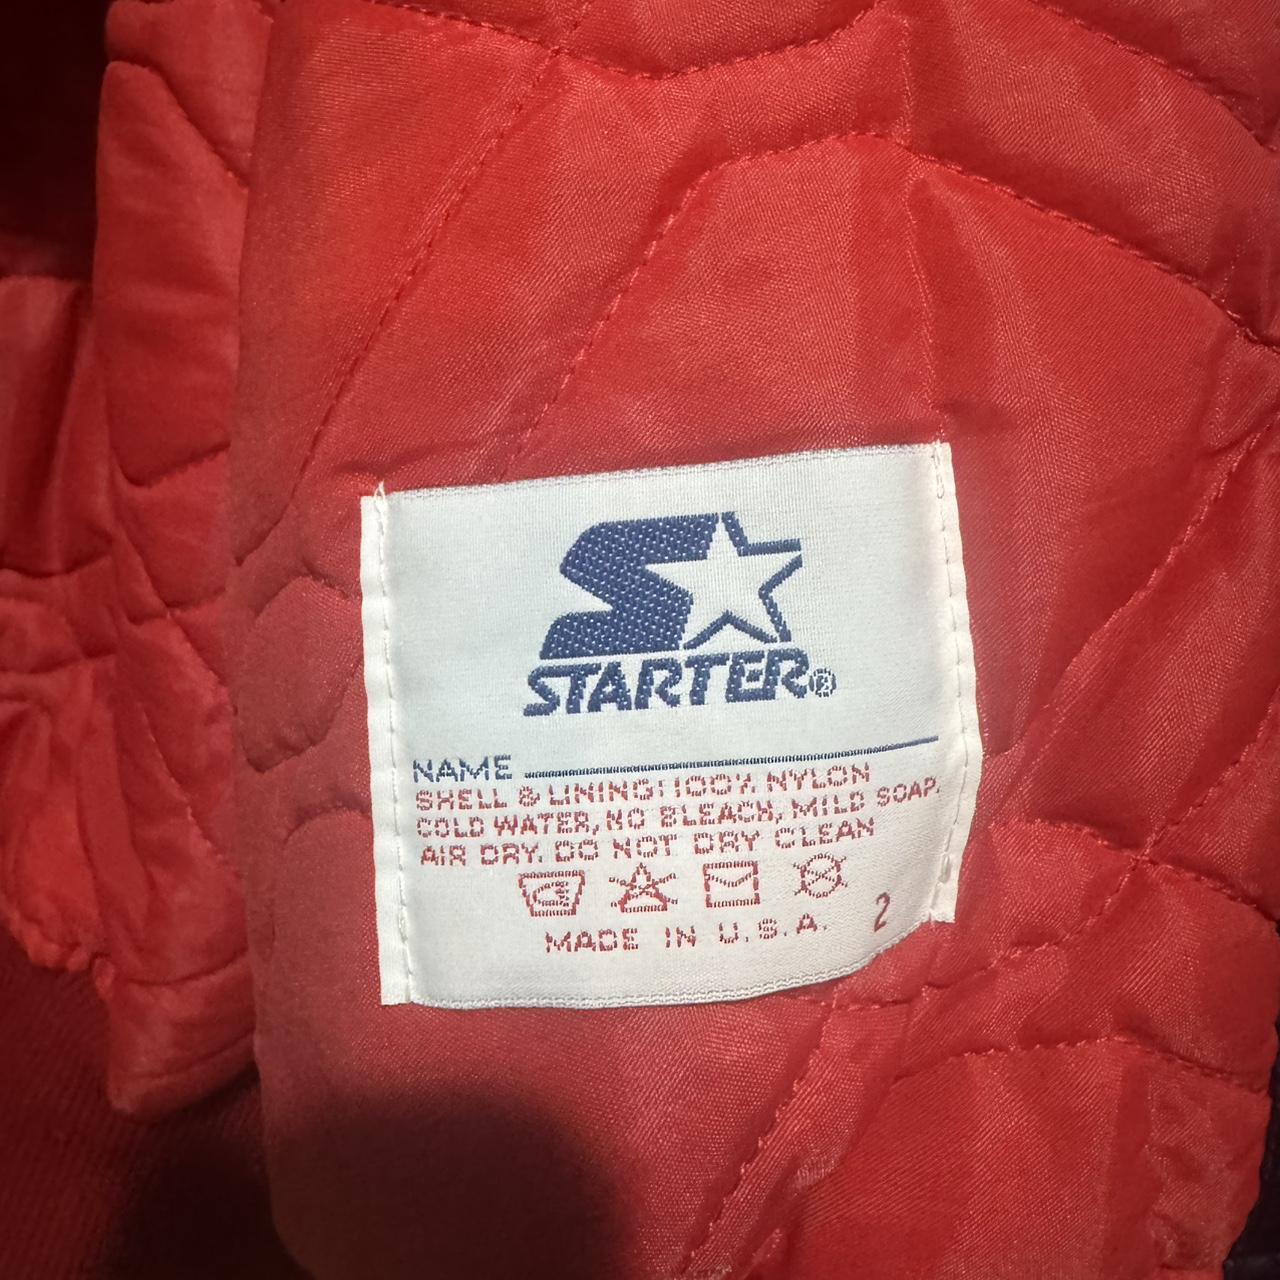 STARTER®
NAME
SHELL & LINING: 100% NYLON
COLD WATER, NO BLEACH, MILD SOAP.
AIR DRY. DO NOT DRY CLEAN
MADE IN U.S.A. 2